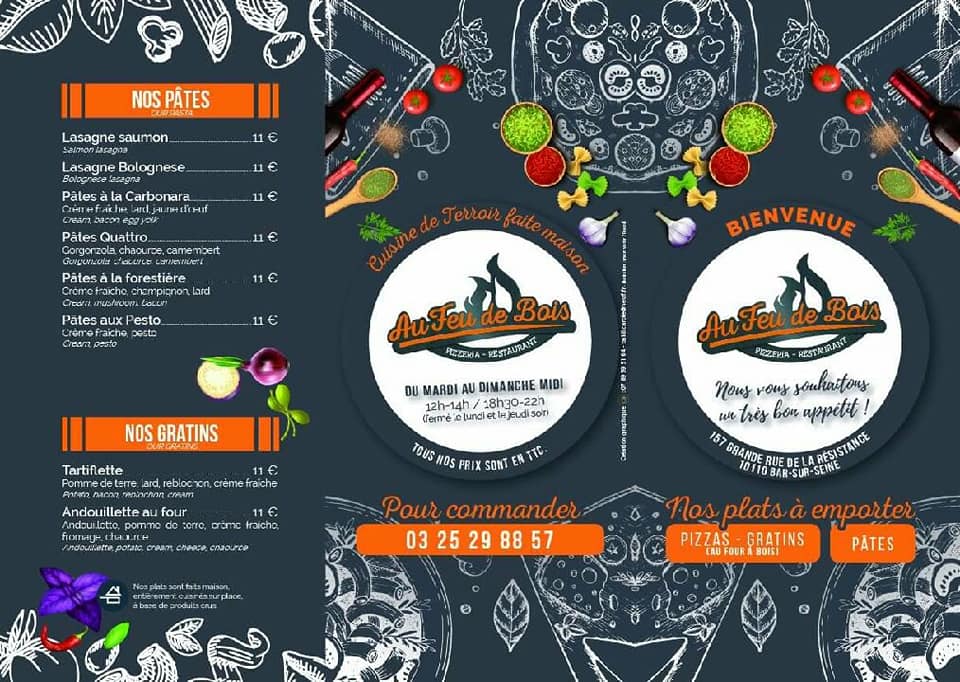 NOS PÂTES
OUR PASTA
Lasagne saumon 11 €
Salmon lasagna
Lasagne Bolognese 11 €
Bolognese lasagna
Pâtes à la Carbonara 11 €
Crème fraîche, lard, jaune d'œuf
Cream, bacon, egg yolk
Pâtes Quattro 11 €
Gorgonzola, chaource, camembert
Gorgonzola, chaource, camembert
Pâtes à la forestière 11 €
Crème fraîche, champignon, lard
Cream, mushroom, bacon
Pâtes aux Pesto 11 €
Crème fraîche, pesto
Cream, pesto
NOS GRATINS
OUR GRATINS
Tartiflette 11 €
Pomme de terre, lard, reblochon, crème fraîche
Potato, bacon, reblochon, cream
Andouillette au four 11 €
Andouillette, pomme de terre, crème fraîche,
fromage, chaource
Andouillette, potato, cream, cheese, chaource
Nos plats sont faits maison,
entièrement cuisinés sur place,
à base de produits crus
Cuisine de Terroir faite maison
Au Feu de Bois
PIZZERIA - RESTAURANT
DU MARDI AU DIMANCHE MIDI
12h-14h / 18h30-22h
(fermé le lundi et le jeudi soir)
TOUS NOS PRIX SONT EN TTC.
Pour commander
03 25 29 88 57
Création graphique
BIENVENUE
Au Feu de Bois
PIZZERIA - RESTAURANT
Nous vous souhaitons
un très bon appétit !
157 GRANDE RUE DE LA RÉSISTANCE
10110 BAR-SUR-SEINE
Nos plats à emporter
PIZZAS - GRATINS
(AU FOUR À BOIS)
PÂTES